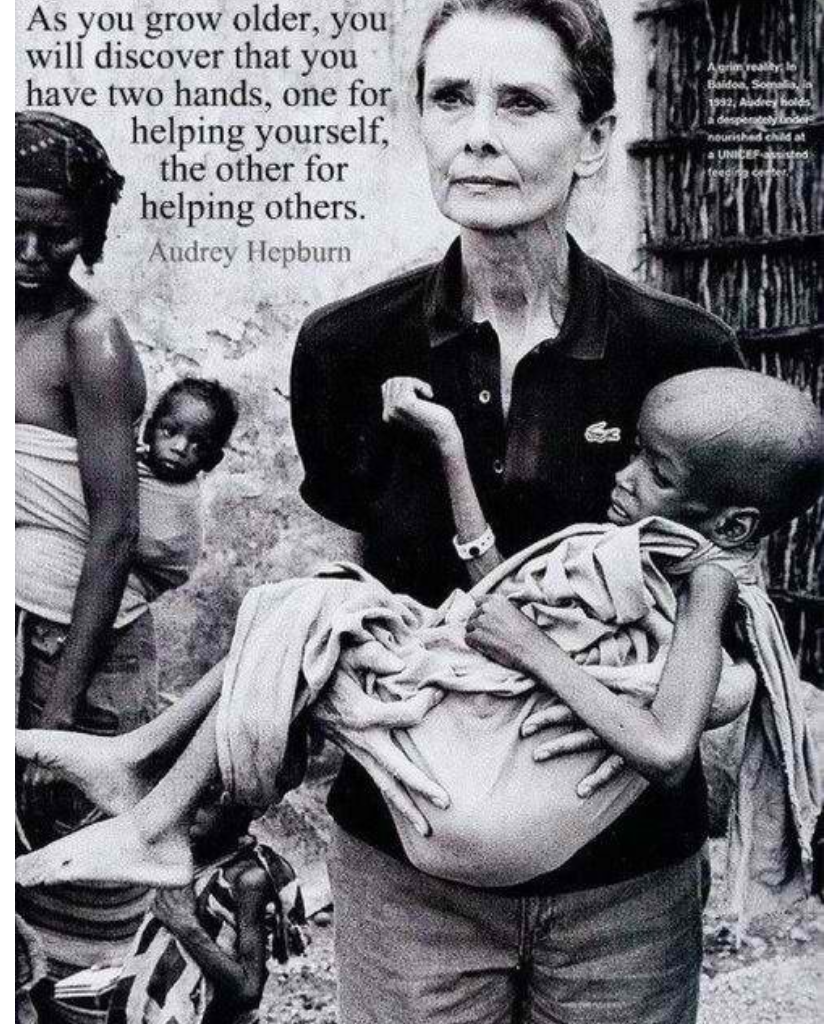 As you grow older, you
will discover that you
have two hands, one for
helping yourself,
the other for
helping others.
Audrey Hepburn
A grim reality: In
Baidoa, Somalia, in
1992, Audrey holds
a desperately under-
nourished child at
a UNICEF-assisted
feeding center.